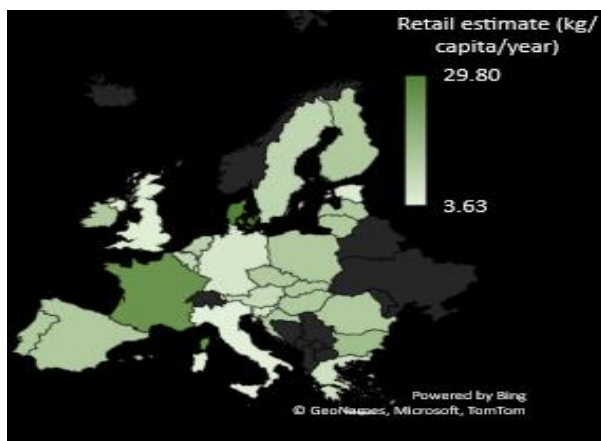 Retail estimate (kg/
capita/year)
29.80
3.63
Powered by Bing
© GeoNames, Microsoft, TomTom